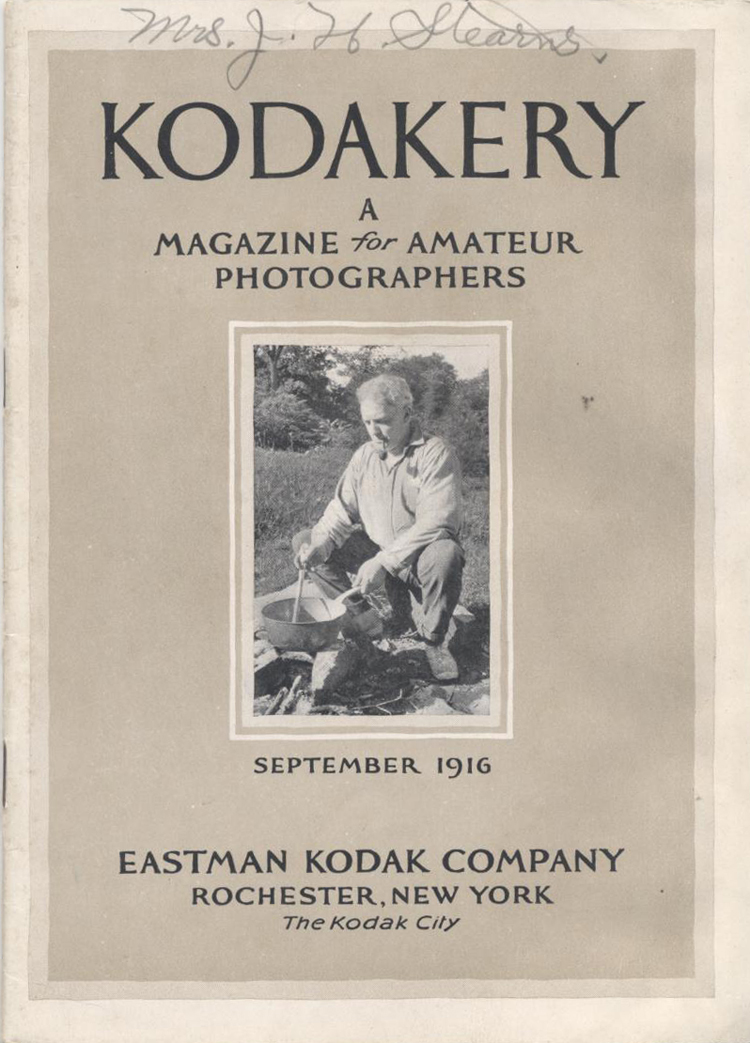 Mrs. J. H. Stearns.
KODAKERY
A
MAGAZINE for AMATEUR
PHOTOGRAPHERS
SEPTEMBER 1916
EASTMAN KODAK COMPANY
ROCHESTER, NEW YORK
The Kodak City